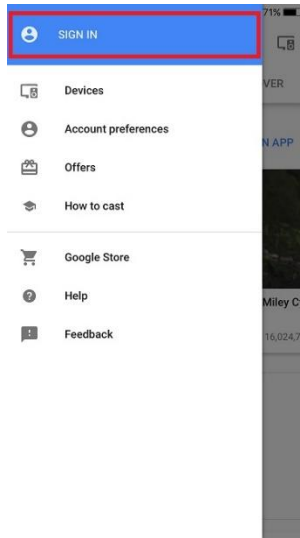 71%
SIGN IN
Devices
VER
Account preferences
N APP
Offers
How to cast
Google Store
Help
Miley C
Feedback
16,024,7